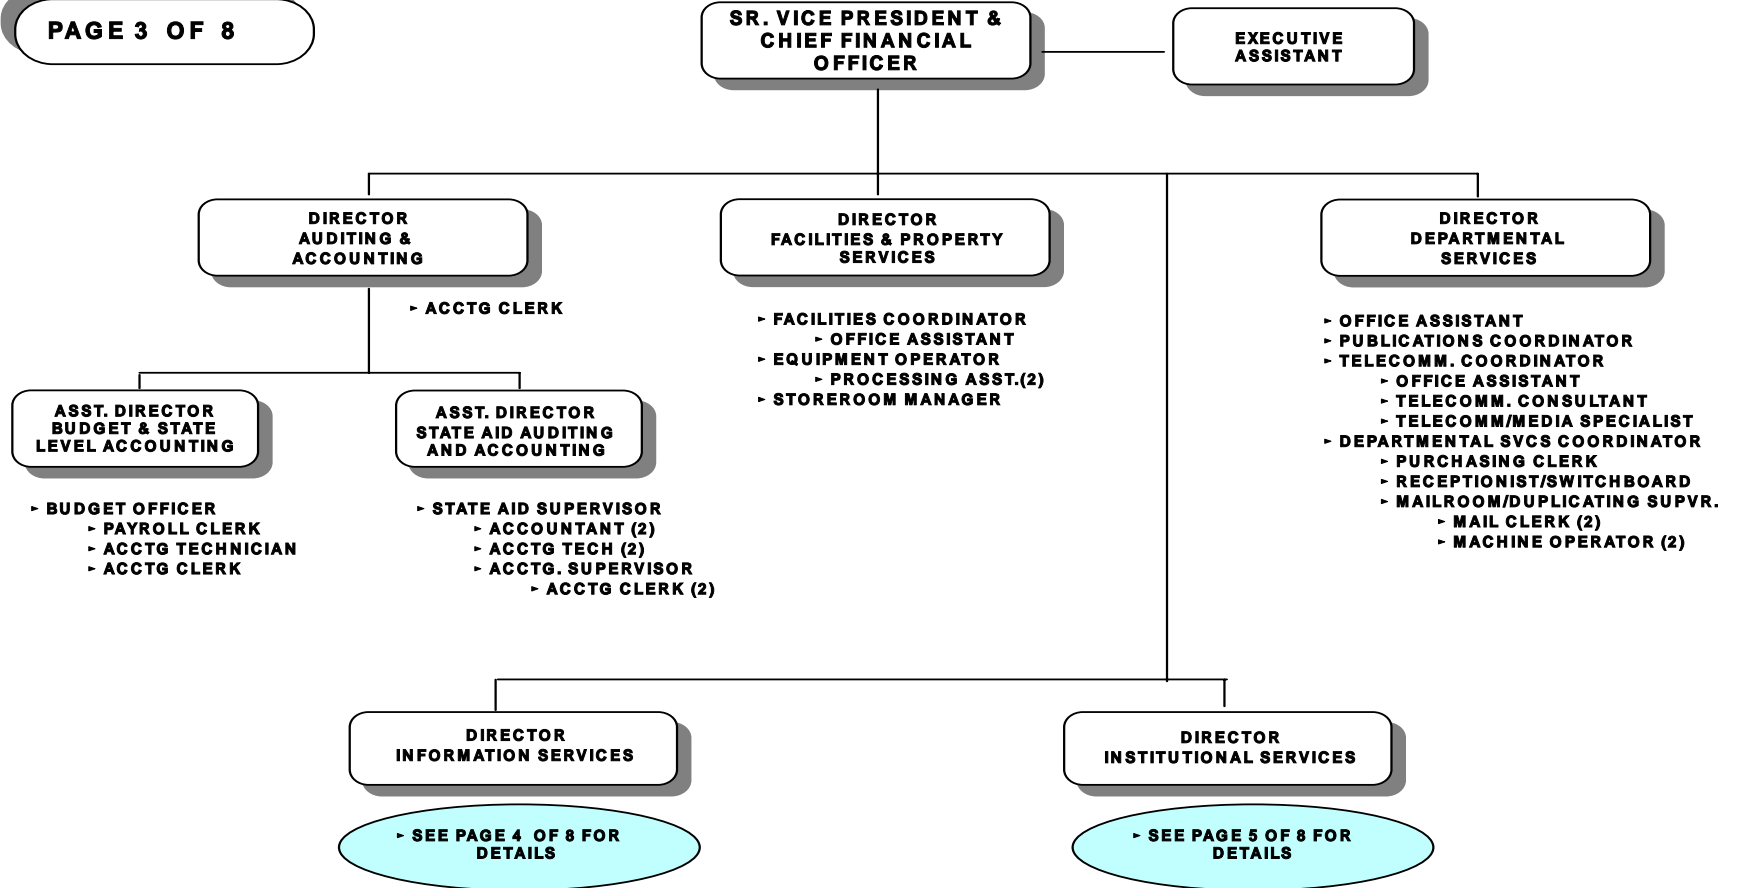 PAGE 3 OF 8
SR. VICE PRESIDENT &
CHIEF FINANCIAL
OFFICER
EXECUTIVE
ASSISTANT
DIRECTOR
AUDITING &
ACCOUNTING
► ACCTG CLERK
DIRECTOR
FACILITIES & PROPERTY
SERVICES
► FACILITIES COORDINATOR
► OFFICE ASSISTANT
► EQUIPMENT OPERATOR
► PROCESSING ASST.(2)
► STOREROOM MANAGER
DIRECTOR
DEPARTMENTAL
SERVICES
► OFFICE ASSISTANT
► PUBLICATIONS COORDINATOR
► TELECOMM. COORDINATOR
► OFFICE ASSISTANT
► TELECOMM. CONSULTANT
► TELECOMM/MEDIA SPECIALIST
► DEPARTMENTAL SVCS COORDINATOR
► PURCHASING CLERK
► RECEPTIONIST/SWITCHBOARD
► MAILROOM/DUPLICATING SUPVR.
► MAIL CLERK (2)
► MACHINE OPERATOR (2)
ASST. DIRECTOR
BUDGET & STATE
LEVEL ACCOUNTING
► BUDGET OFFICER
► PAYROLL CLERK
► ACCTG TECHNICIAN
► ACCTG CLERK
ASST. DIRECTOR
STATE AID AUDITING
AND ACCOUNTING
► STATE AID SUPERVISOR
► ACCOUNTANT (2)
► ACCTG TECH (2)
► ACCTG. SUPERVISOR
► ACCTG CLERK (2)
DIRECTOR
INFORMATION SERVICES
► SEE PAGE 4 OF 8 FOR
DETAILS
DIRECTOR
INSTITUTIONAL SERVICES
► SEE PAGE 5 OF 8 FOR
DETAILS